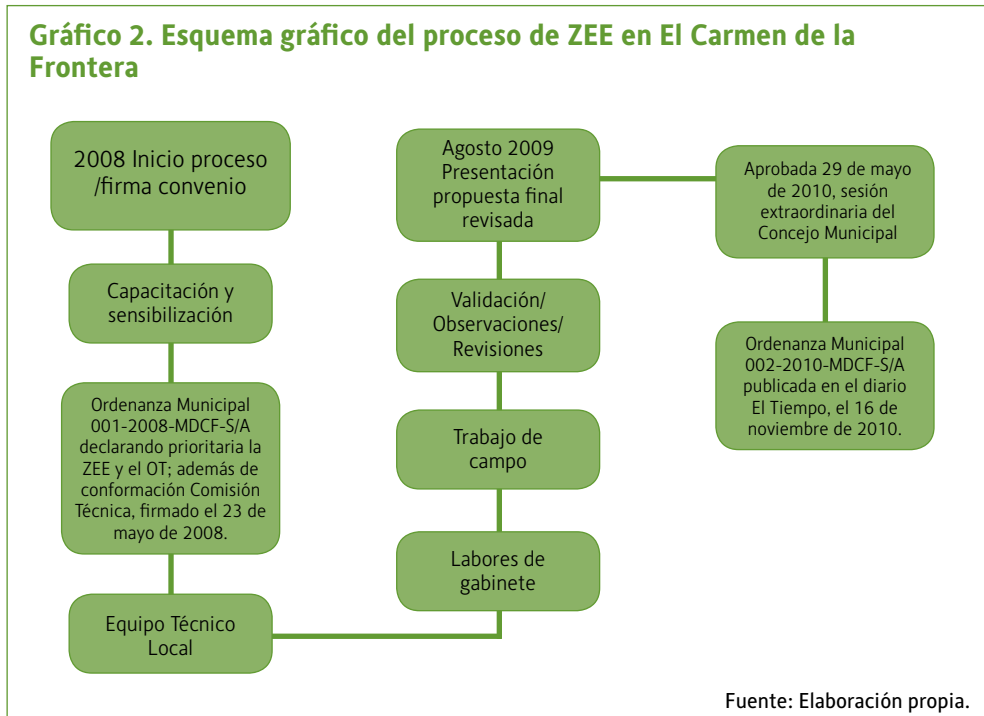 Gráfico 2. Esquema gráfico del proceso de ZEE en El Carmen de la
Frontera
2008 Inicio proceso
/firma convenio
Capacitación y
sensibilización
Ordenanza Municipal
001-2008-MDCF-S/A
declarando prioritaria la
ZEE y el OT; además de
conformación Comisión
Técnica, firmado el 23 de
mayo de 2008.
Equipo Técnico
Local
Labores de
gabinete
Trabajo de
campo
Validación/
Observaciones/
Revisiones
Agosto 2009
Presentación
propuesta final
revisada
Aprobada 29 de mayo
de 2010, sesión
extraordinaria del
Concejo Municipal
Ordenanza Municipal
002-2010-MDCF-S/A
publicada en el diario
El Tiempo, el 16 de
noviembre de 2010.
Fuente: Elaboración propia.